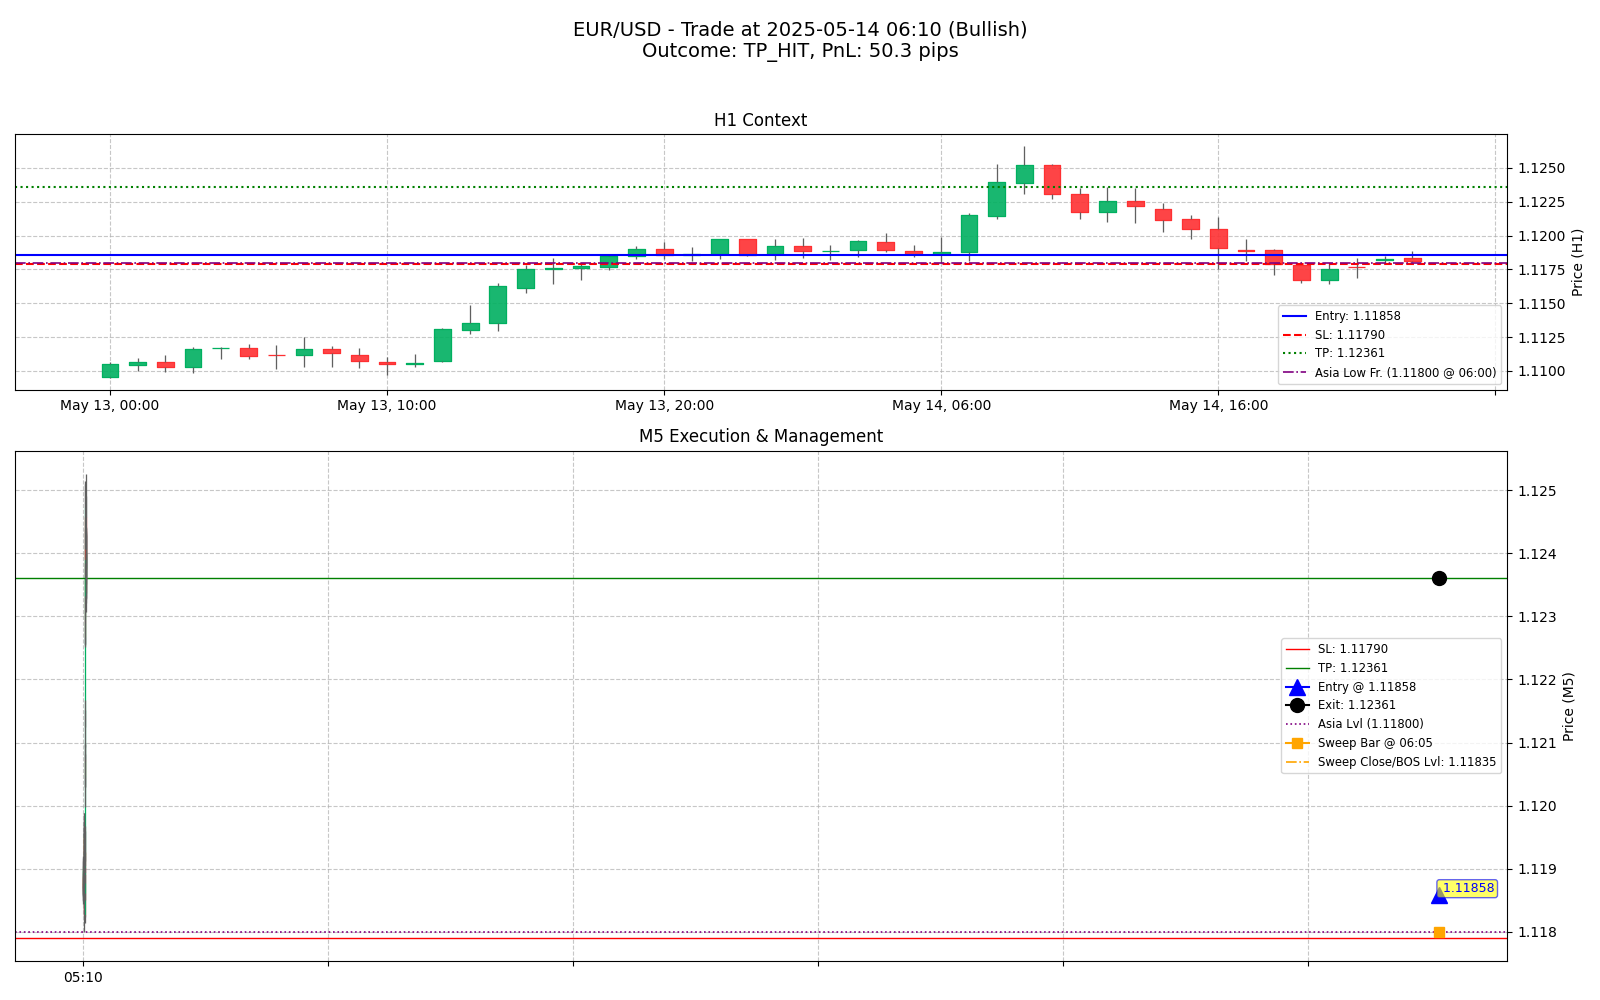 EUR/USD - Trade at 2025-05-14 06:10 (Bullish)
Outcome: TP_HIT, PnL: 50.3 pips
H1 Context
1.1250
1.1225
1.1200
1.1175
1.1150
1.1125
1.1100
Price (H1)
Entry: 1.11858
SL: 1.11790
TP: 1.12361
Asia Low Fr. (1.11800 @ 06:00)
May 13, 00:00
May 13, 10:00
May 13, 20:00
May 14, 06:00
May 14, 16:00
M5 Execution & Management
1.125
1.124
1.123
1.122
1.121
1.120
1.119
1.118
Price (M5)
SL: 1.11790
TP: 1.12361
Entry @ 1.11858
Exit: 1.12361
Asia Lvl (1.11800)
Sweep Bar @ 06:05
Sweep Close/BOS Lvl: 1.11835
1.11858
05:10